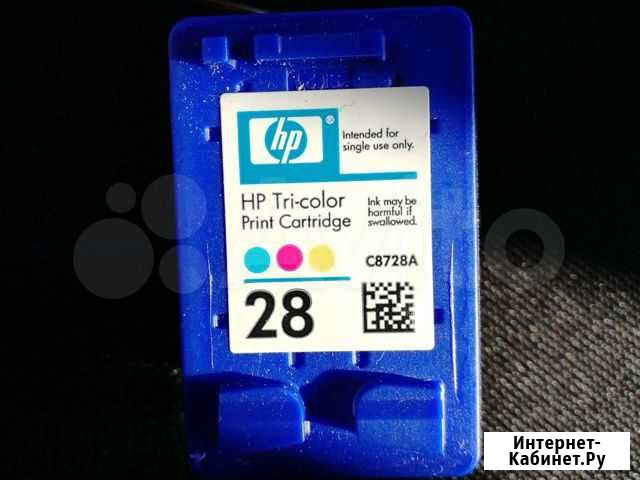 hp
®
Intended for
single use only.
HP Tri-color
Print Cartridge
Ink may be
harmful if
swallowed.
C8728A
28
Интернет-
Кабинет.Ру